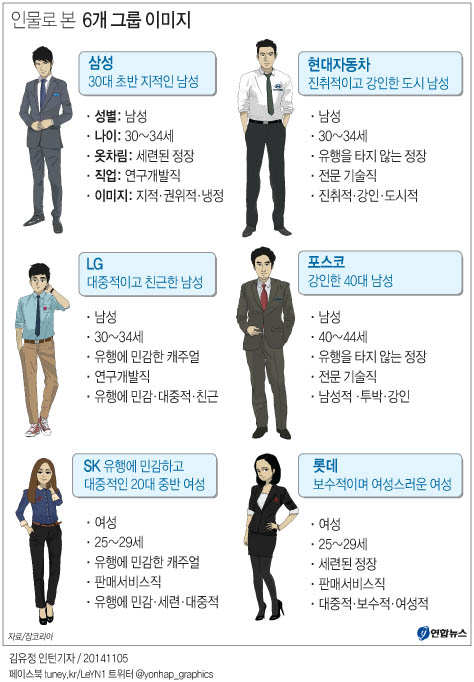 인물로 본 6개 그룹 이미지
삼성
30대 초반 지적인 남성
· 성별: 남성
· 나이: 30~34세
· 옷차림: 세련된 정장
· 직업: 연구개발직
· 이미지: 지적·권위적·냉정
현대자동차
진취적이고 강인한 도시 남성
· 남성
· 30~34세
· 유행을 타지 않는 정장
· 전문 기술직
· 진취적·강인·도시적
LG
대중적이고 친근한 남성
· 남성
· 30~34세
· 유행에 민감한 캐주얼
· 연구개발직
· 유행에 민감·대중적·친근
포스코
강인한 40대 남성
· 남성
· 40~44세
· 유행을 타지 않는 정장
· 전문 기술직
· 남성적·투박·강인
SK 유행에 민감하고
대중적인 20대 중반 여성
· 여성
· 25~29세
· 유행에 민감한 캐주얼
· 판매서비스직
· 유행에 민감·세련·대중적
롯데
보수적이며 여성스러운 여성
· 여성
· 25~29세
· 세련된 정장
· 판매서비스직
· 대중적·보수적·여성적
자료/잡코리아
연합뉴스
김유정 인턴기자 / 20141105
페이스북 tuney.kr/LeYN1 트위터 @yonhap_graphics